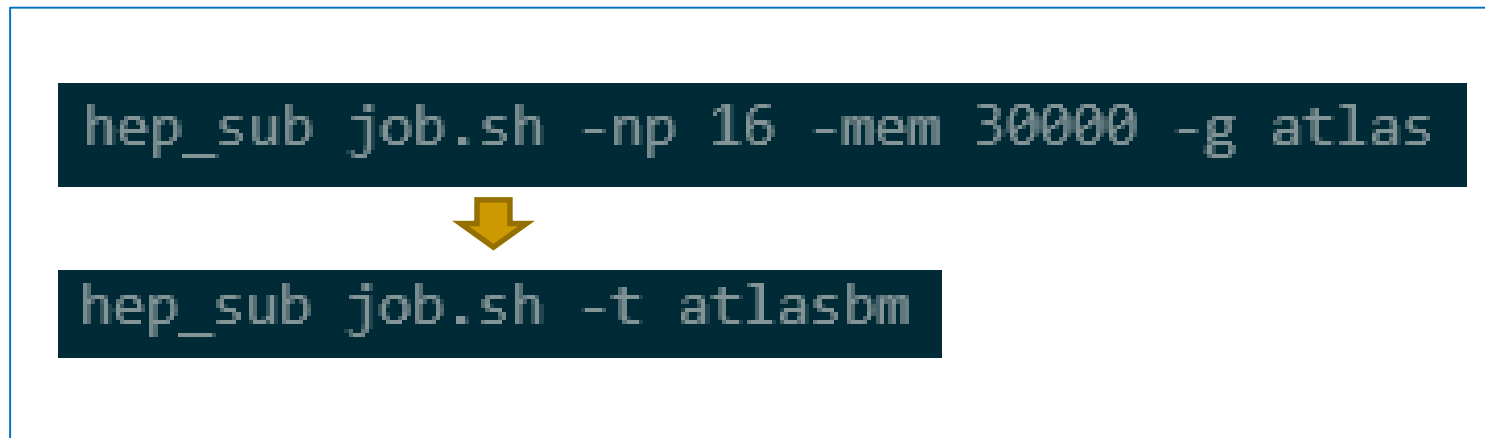 hep_sub job.sh -np 16 -mem 30000 -g atlas
hep_sub job.sh -t atlasbm